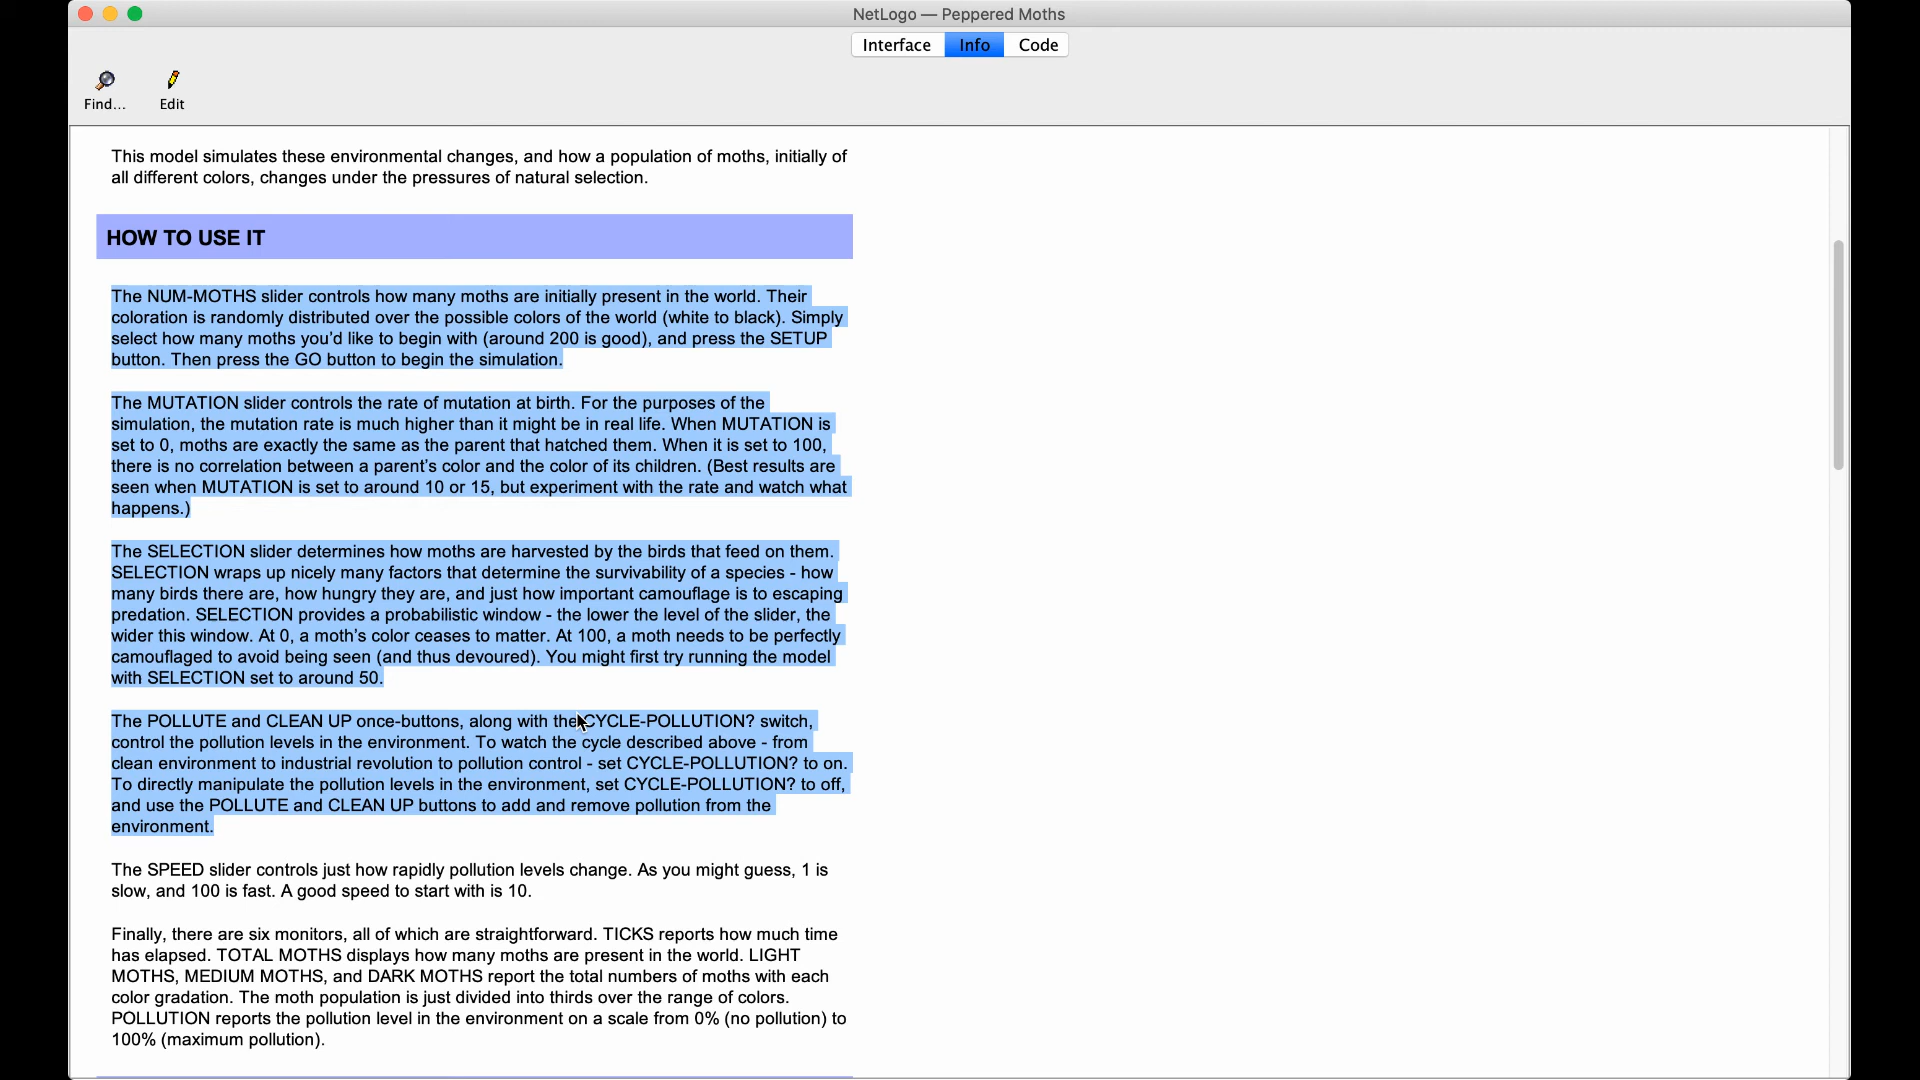 NetLogo — Peppered Moths
Interface
Info
Code
Find...
Edit
This model simulates these environmental changes, and how a population of moths, initially of
all different colors, changes under the pressures of natural selection.
HOW TO USE IT
The NUM-MOTHS slider controls how many moths are initially present in the world. Their
coloration is randomly distributed over the possible colors of the world (white to black). Simply
select how many moths you’d like to begin with (around 200 is good), and press the SETUP
button. Then press the GO button to begin the simulation.
The MUTATION slider controls the rate of mutation at birth. For the purposes of the
simulation, the mutation rate is much higher than it might be in real life. When MUTATION is
set to 0, moths are exactly the same as the parent that hatched them. When it is set to 100,
there is no correlation between a parent’s color and the color of its children. (Best results are
seen when MUTATION is set to around 10 or 15, but experiment with the rate and watch what
happens.)
The SELECTION slider determines how moths are harvested by the birds that feed on them.
SELECTION wraps up nicely many factors that determine the survivability of a species - how
many birds there are, how hungry they are, and just how important camouflage is to escaping
predation. SELECTION provides a probabilistic window - the lower the level of the slider, the
wider this window. At 0, a moth’s color ceases to matter. At 100, a moth needs to be perfectly
camouflaged to avoid being seen (and thus devoured). You might first try running the model
with SELECTION set to around 50.
The POLLUTE and CLEAN UP once-buttons, along with the CYCLE-POLLUTION? switch,
control the pollution levels in the environment. To watch the cycle described above - from
clean environment to industrial revolution to pollution control - set CYCLE-POLLUTION? to on.
To directly manipulate the pollution levels in the environment, set CYCLE-POLLUTION? to off,
and use the POLLUTE and CLEAN UP buttons to add and remove pollution from the
environment.
The SPEED slider controls just how rapidly pollution levels change. As you might guess, 1 is
slow, and 100 is fast. A good speed to start with is 10.
Finally, there are six monitors, all of which are straightforward. TICKS reports how much time
has elapsed. TOTAL MOTHS displays how many moths are present in the world. LIGHT
MOTHS, MEDIUM MOTHS, and DARK MOTHS report the total numbers of moths with each
color gradation. The moth population is just divided into thirds over the range of colors.
POLLUTION reports the pollution level in the environment on a scale from 0% (no pollution) to
100% (maximum pollution).